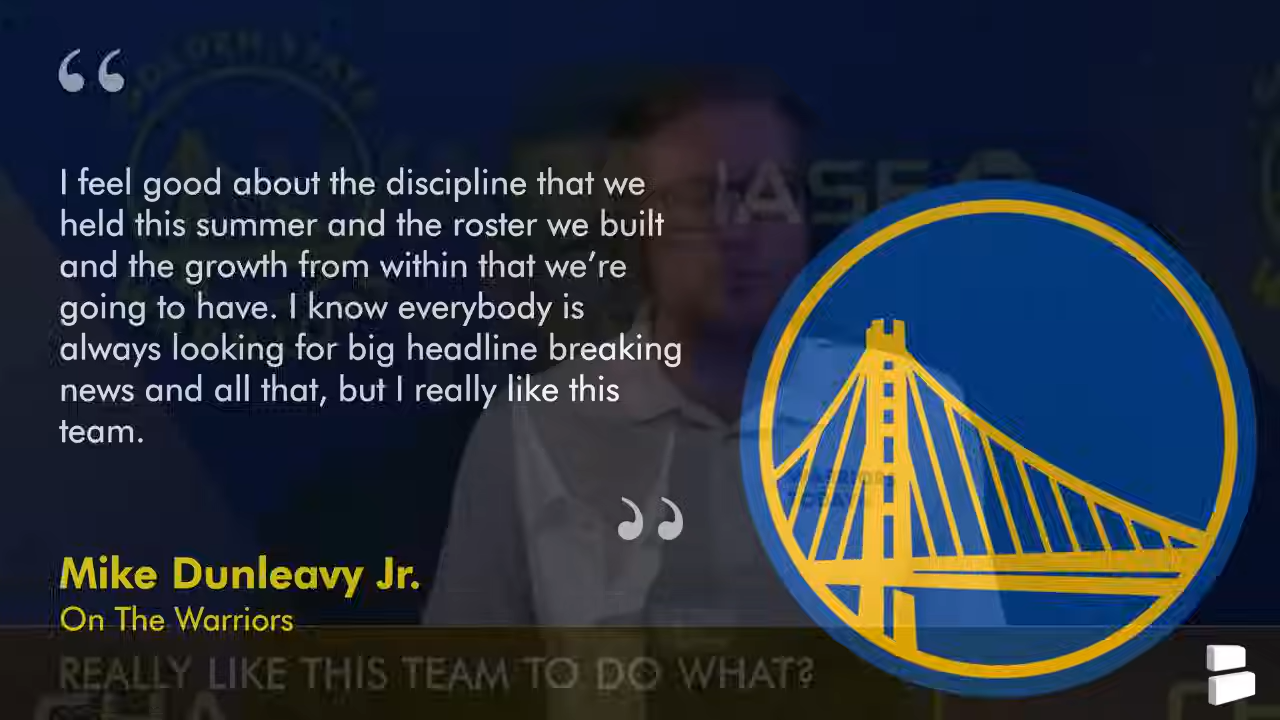 “
I feel good about the discipline that we
held this summer and the roster we built
and the growth from within that we’re
going to have. I know everybody is
always looking for big headline breaking
news and all that, but I really like this
team.
”
Mike Dunleavy Jr.
On The Warriors
REALLY LIKE THIS TEAM TO DO WHAT?